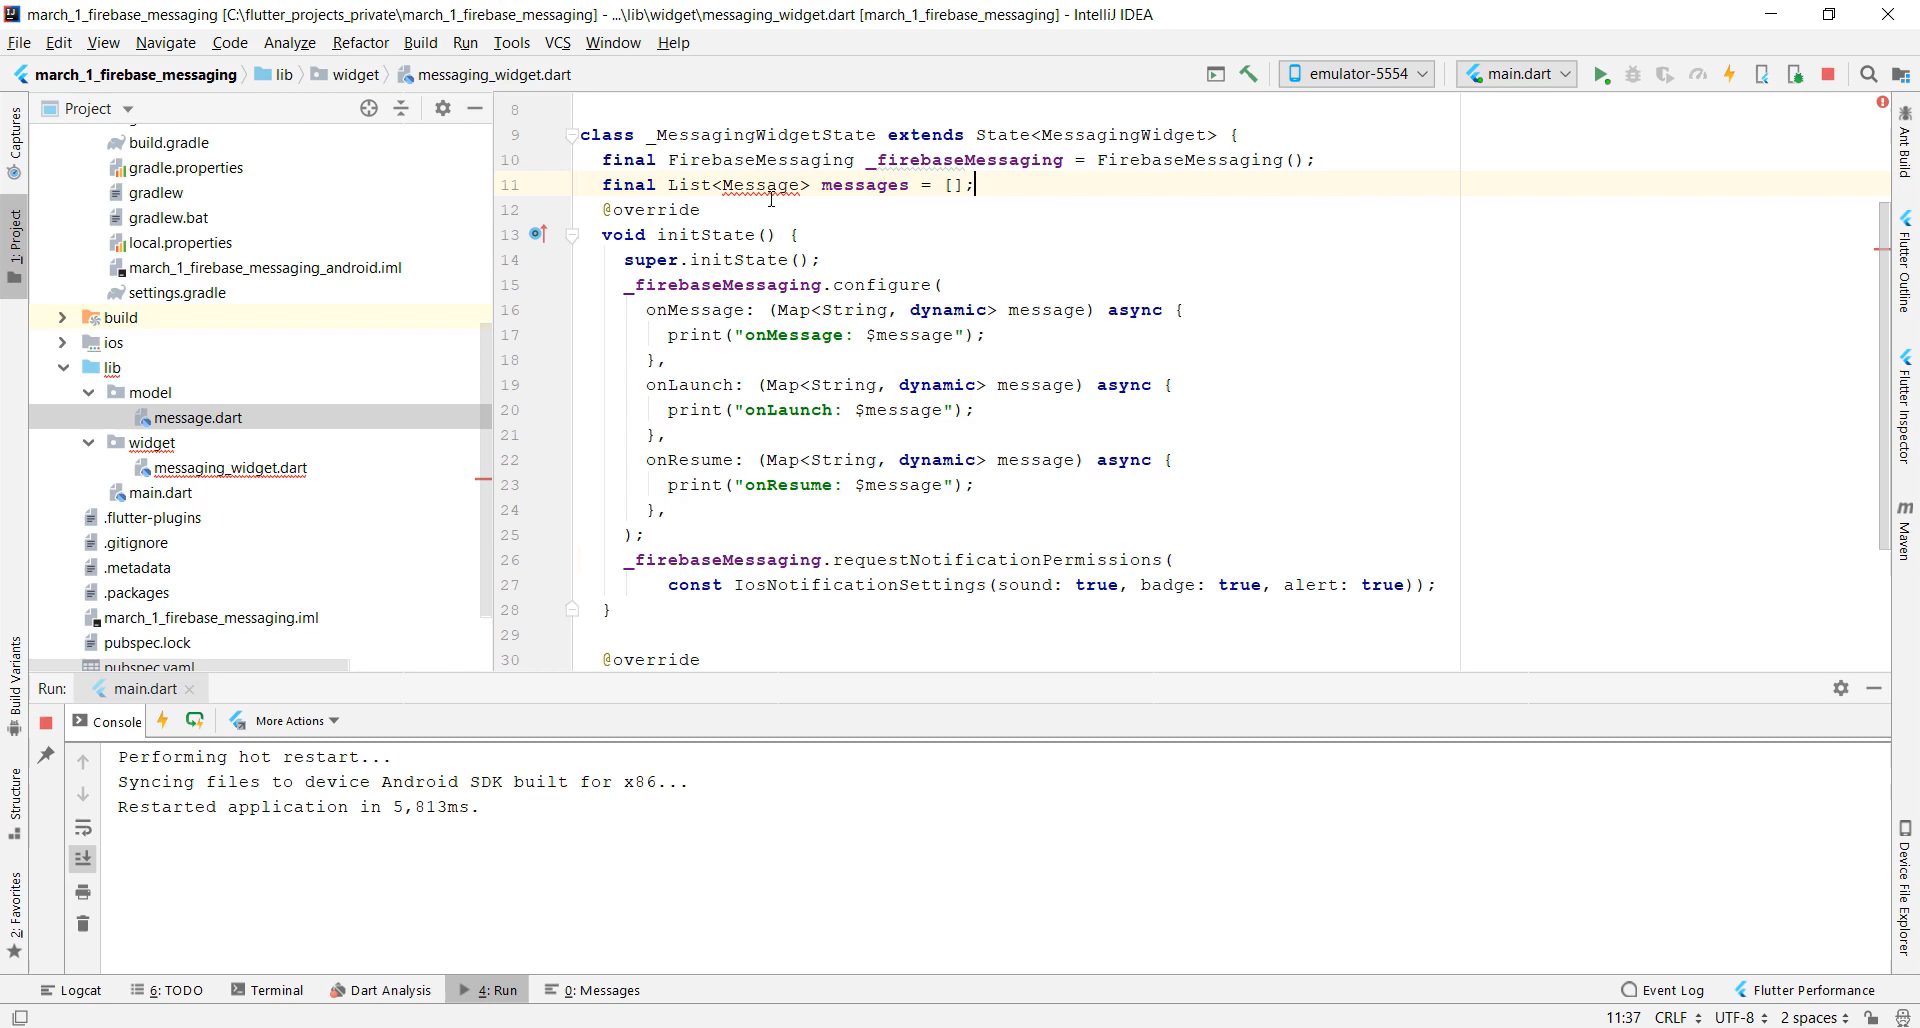 march_1_firebase_messaging [C:\flutter_projects_private\march_1_firebase_messaging] - ...\lib\widget\messaging_widget.dart [march_1_firebase_messaging] - IntelliJ IDEA
File Edit View Navigate Code Analyze Refactor Build Run Tools VCS Window Help
march_1_firebase_messaging lib widget messaging_widget.dart emulator-5554 main.dart
Captures
1: Project
Build Variants
Structure
2: Favorites
Project
build.gradle
gradle.properties
gradlew
gradlew.bat
local.properties
march_1_firebase_messaging_android.iml
settings.gradle
build
ios
lib
model
message.dart
widget
messaging_widget.dart
main.dart
.flutter-plugins
.gitignore
.metadata
.packages
march_1_firebase_messaging.iml
pubspec.lock
pubspec.yaml
8
9 class _MessagingWidgetState extends State<MessagingWidget> {
10 final FirebaseMessaging _firebaseMessaging = FirebaseMessaging();
11 final List<Message> messages = [];
12 @override
13 void initState() {
14 super.initState();
15 _firebaseMessaging.configure(
16 onMessage: (Map<String, dynamic> message) async {
17 print("onMessage: $message");
18 },
19 onLaunch: (Map<String, dynamic> message) async {
20 print("onLaunch: $message");
21 },
22 onResume: (Map<String, dynamic> message) async {
23 print("onResume: $message");
24 },
25 );
26 _firebaseMessaging.requestNotificationPermissions(
27 const IosNotificationSettings(sound: true, badge: true, alert: true));
28 }
29
30 @override
Ant Build
Flutter Outline
Flutter Inspector
Maven
Device File Explorer
Run: main.dart
Console More Actions
Performing hot restart...
Syncing files to device Android SDK built for x86...
Restarted application in 5,813ms.
Logcat 6: TODO Terminal Dart Analysis 4: Run 0: Messages Event Log Flutter Performance
11:37 CRLF UTF-8 2 spaces